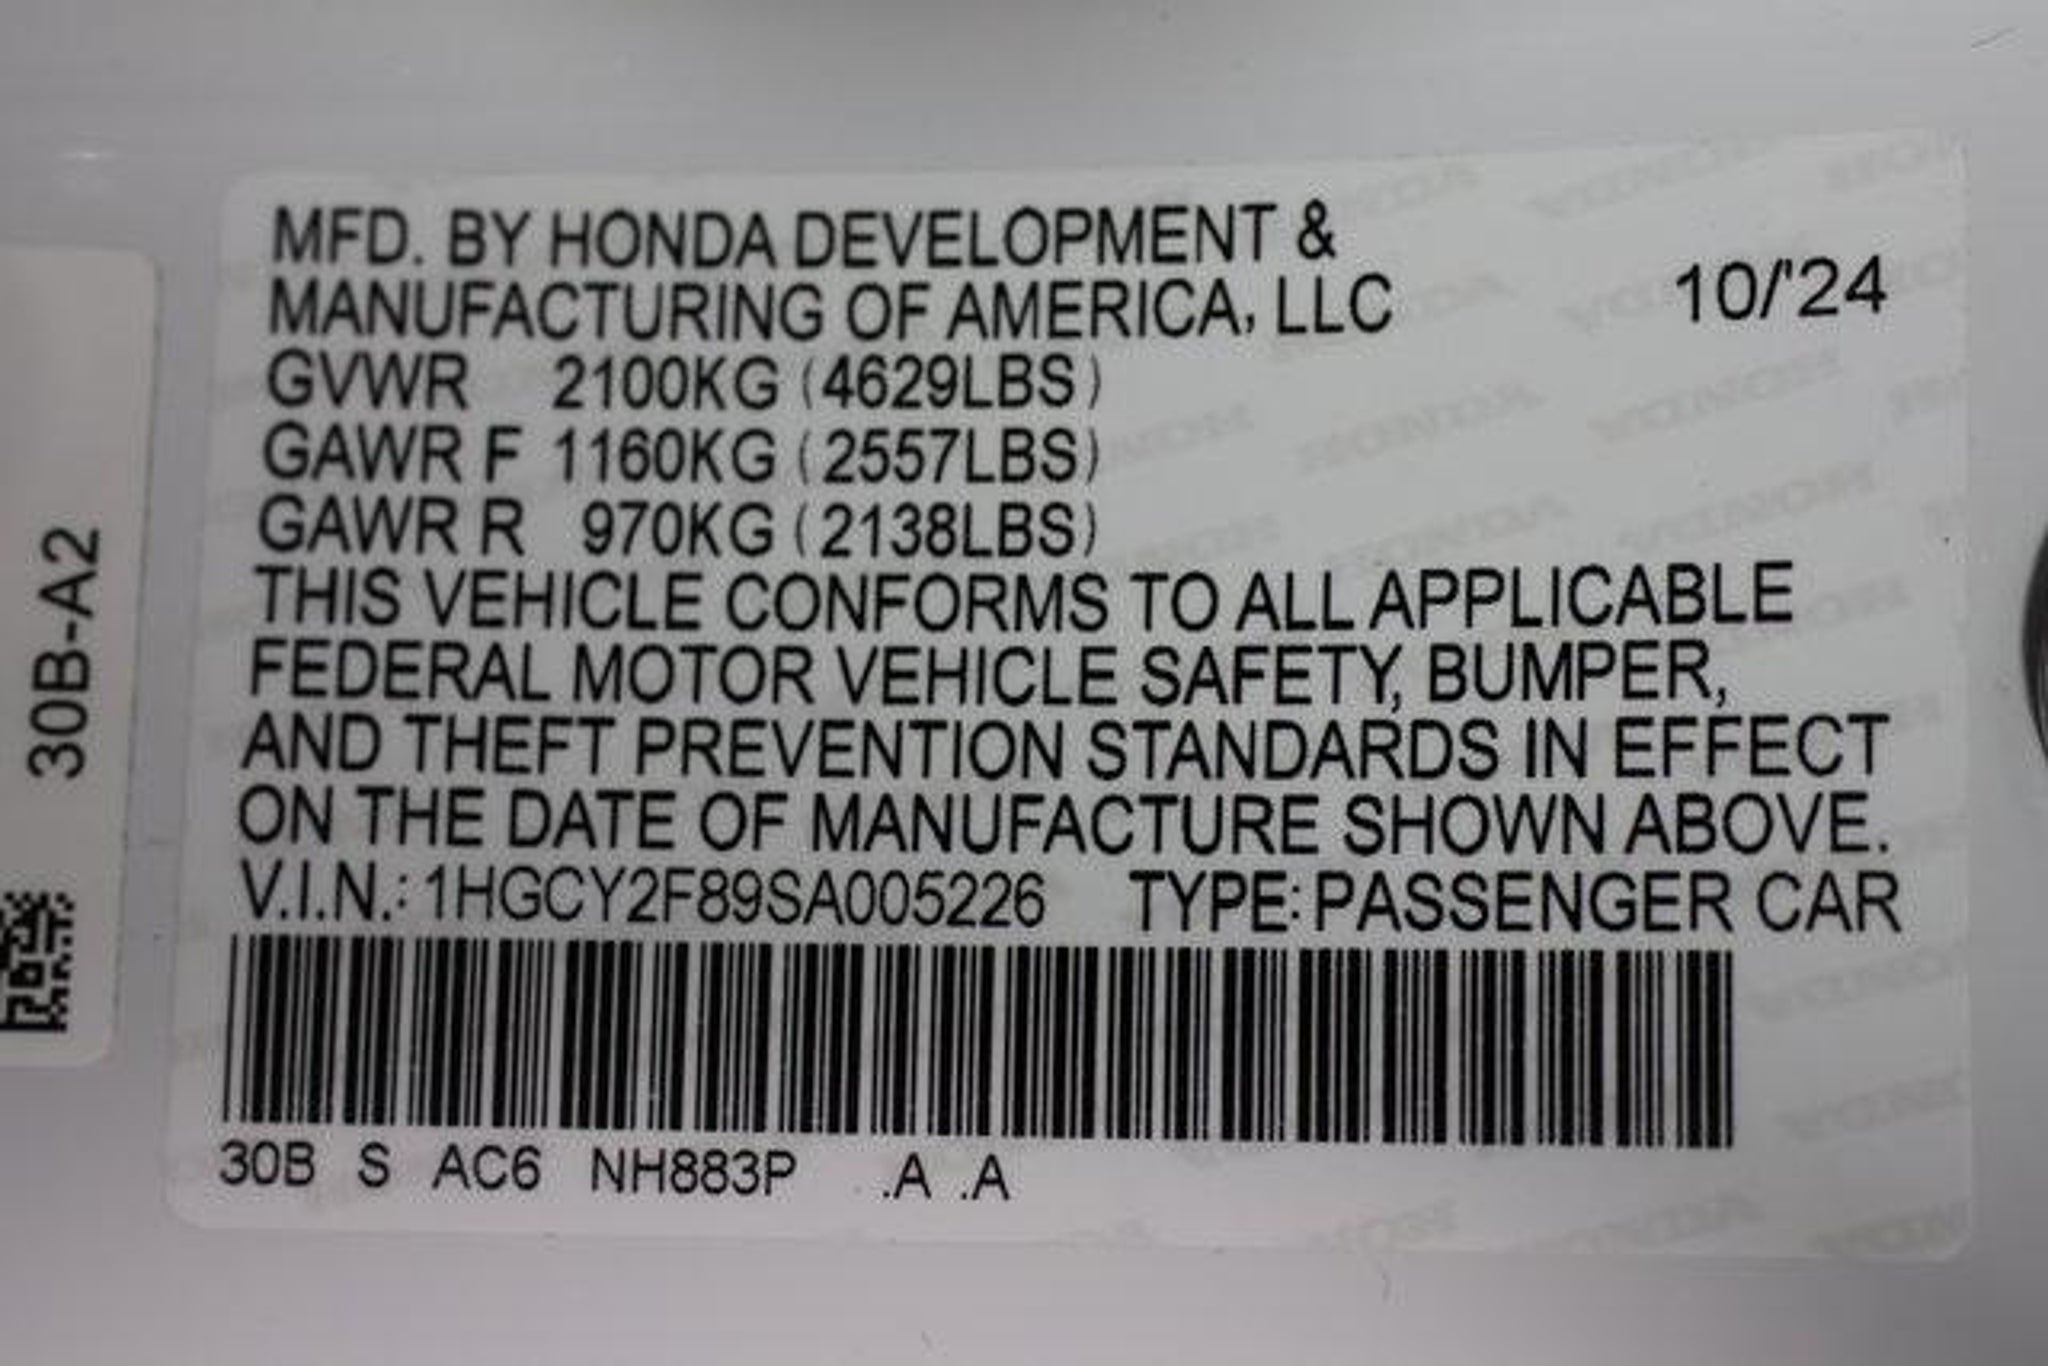 MFD. BY HONDA DEVELOPMENT &
MANUFACTURING OF AMERICA, LLC
10/'24
GVWR 2100KG (4629LBS)
GAWR F 1160KG (2557LBS)
GAWR R 970KG (2138LBS)
THIS VEHICLE CONFORMS TO ALL APPLICABLE
FEDERAL MOTOR VEHICLE SAFETY, BUMPER,
AND THEFT PREVENTION STANDARDS IN EFFECT
ON THE DATE OF MANUFACTURE SHOWN ABOVE.
V.I.N.: 1HGCY2F89SA005226 TYPE: PASSENGER CAR
30B S AC6 NH883P .A .A
30B-A2